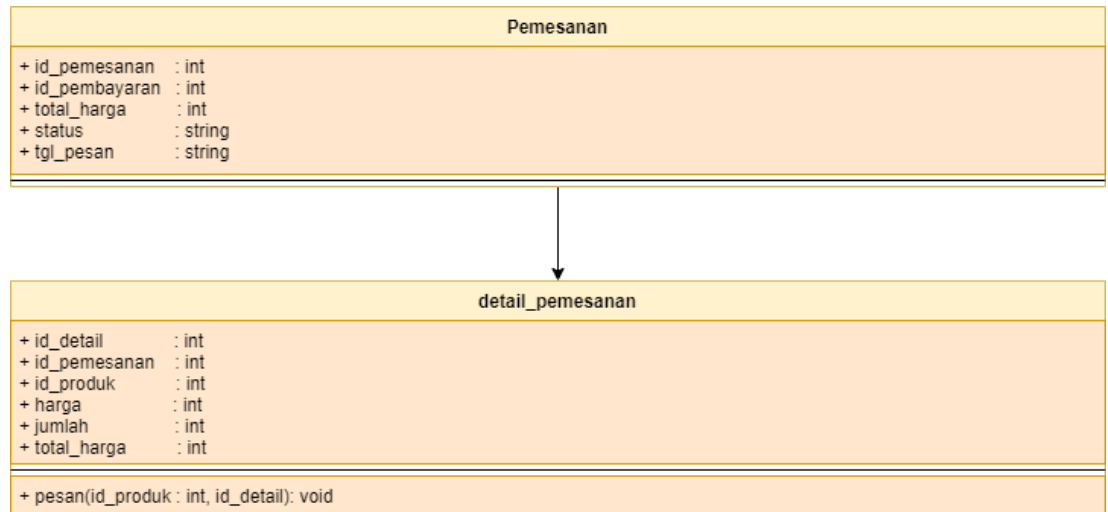 Pemesanan
+ id_pemesanan : int
+ id_pembayaran : int
+ total_harga : int
+ status : string
+ tgl_pesan : string
detail_pemesanan
+ id_detail : int
+ id_pemesanan : int
+ id_produk : int
+ harga : int
+ jumlah : int
+ total_harga : int
+ pesan(id_produk : int, id_detail): void